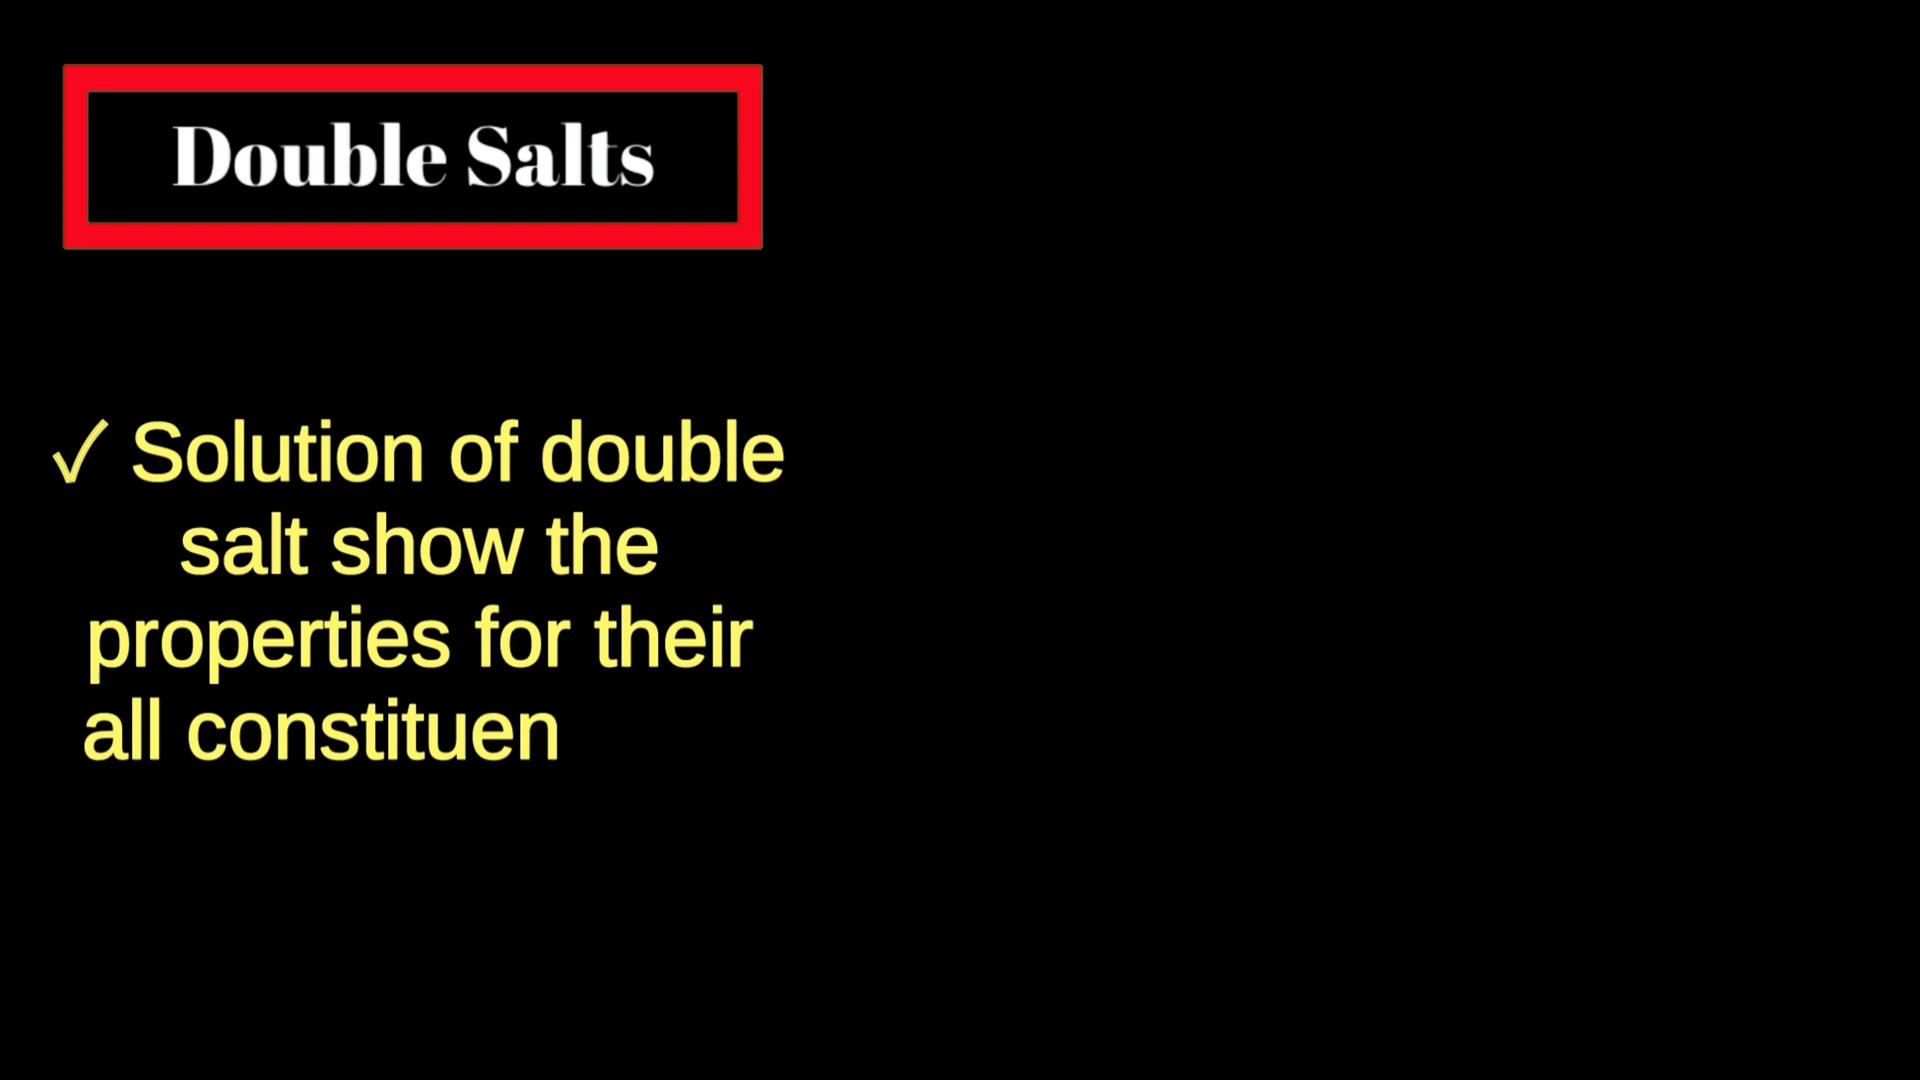 Double Salts
✓ Solution of double
salt show the
properties for their
all constituen